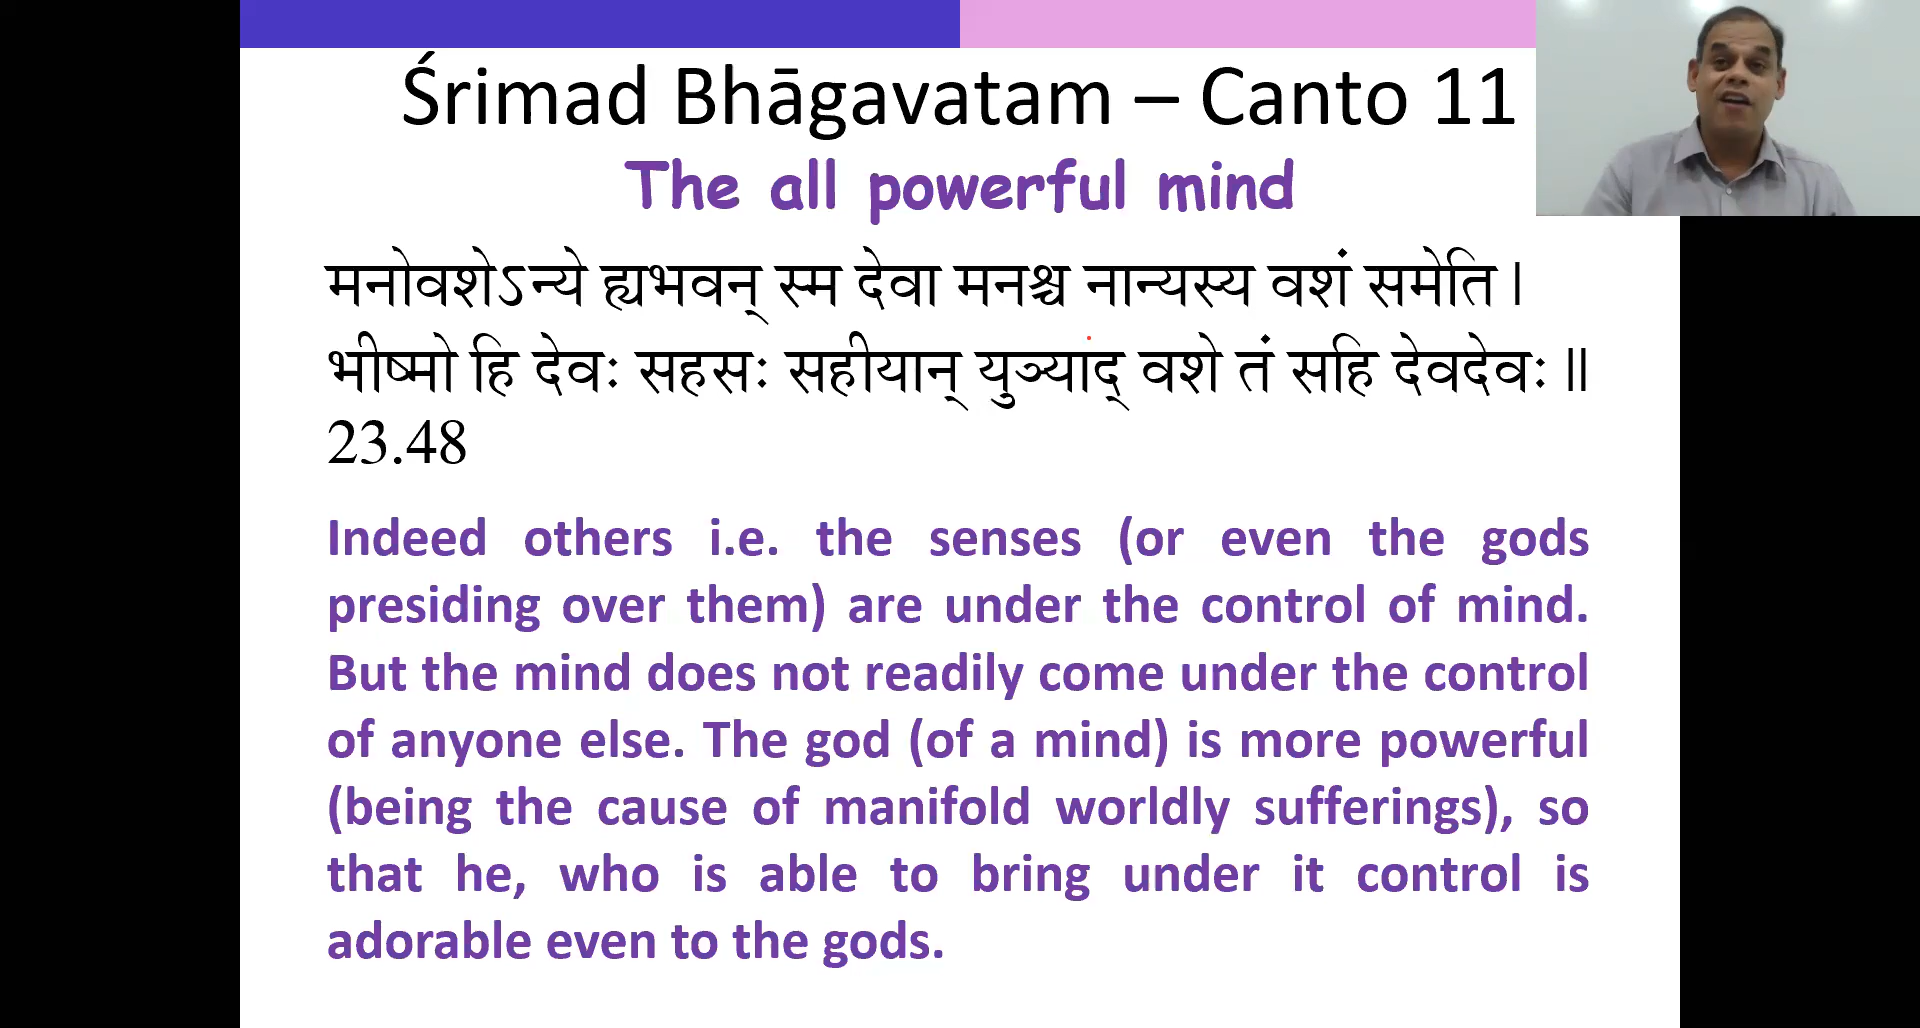 Śrimad Bhāgavatam – Canto 11
The all powerful mind
मनोवशेऽन्ये ह्यभवन् स्म देवा मनश्च नान्यस्य वशं समेति ।
भीष्मो हि देवः सहसः सहीयान् युञ्ज्याद् वशे तं सहि देवदेवः ॥
23.48
Indeed others i.e. the senses (or even the gods
presiding over them) are under the control of mind.
But the mind does not readily come under the control
of anyone else. The god (of a mind) is more powerful
(being the cause of manifold worldly sufferings), so
that he, who is able to bring under it control is
adorable even to the gods.